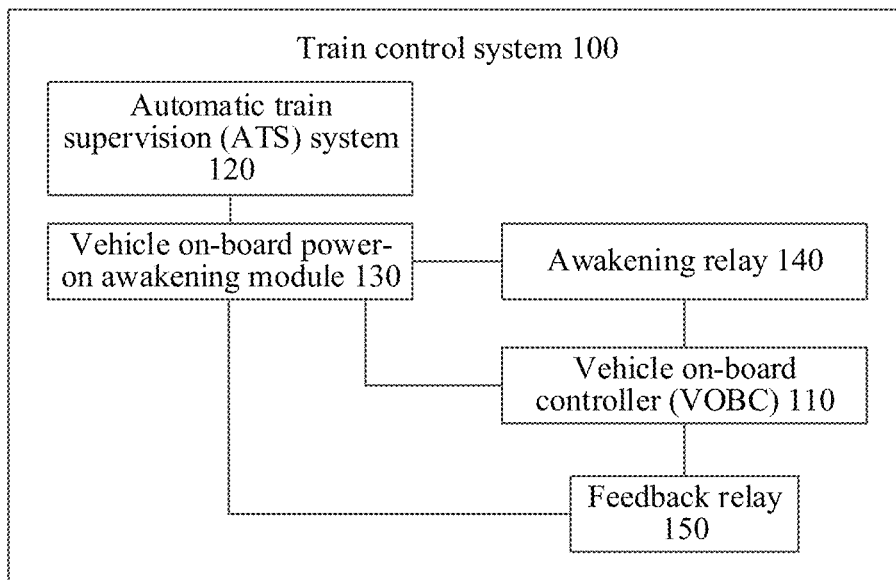 Train control system 100
Automatic train
supervision (ATS) system
120
Vehicle on-board power-
on awakening module 130
Awakening relay 140
Vehicle on-board
controller (VOBC) 110
Feedback relay
150